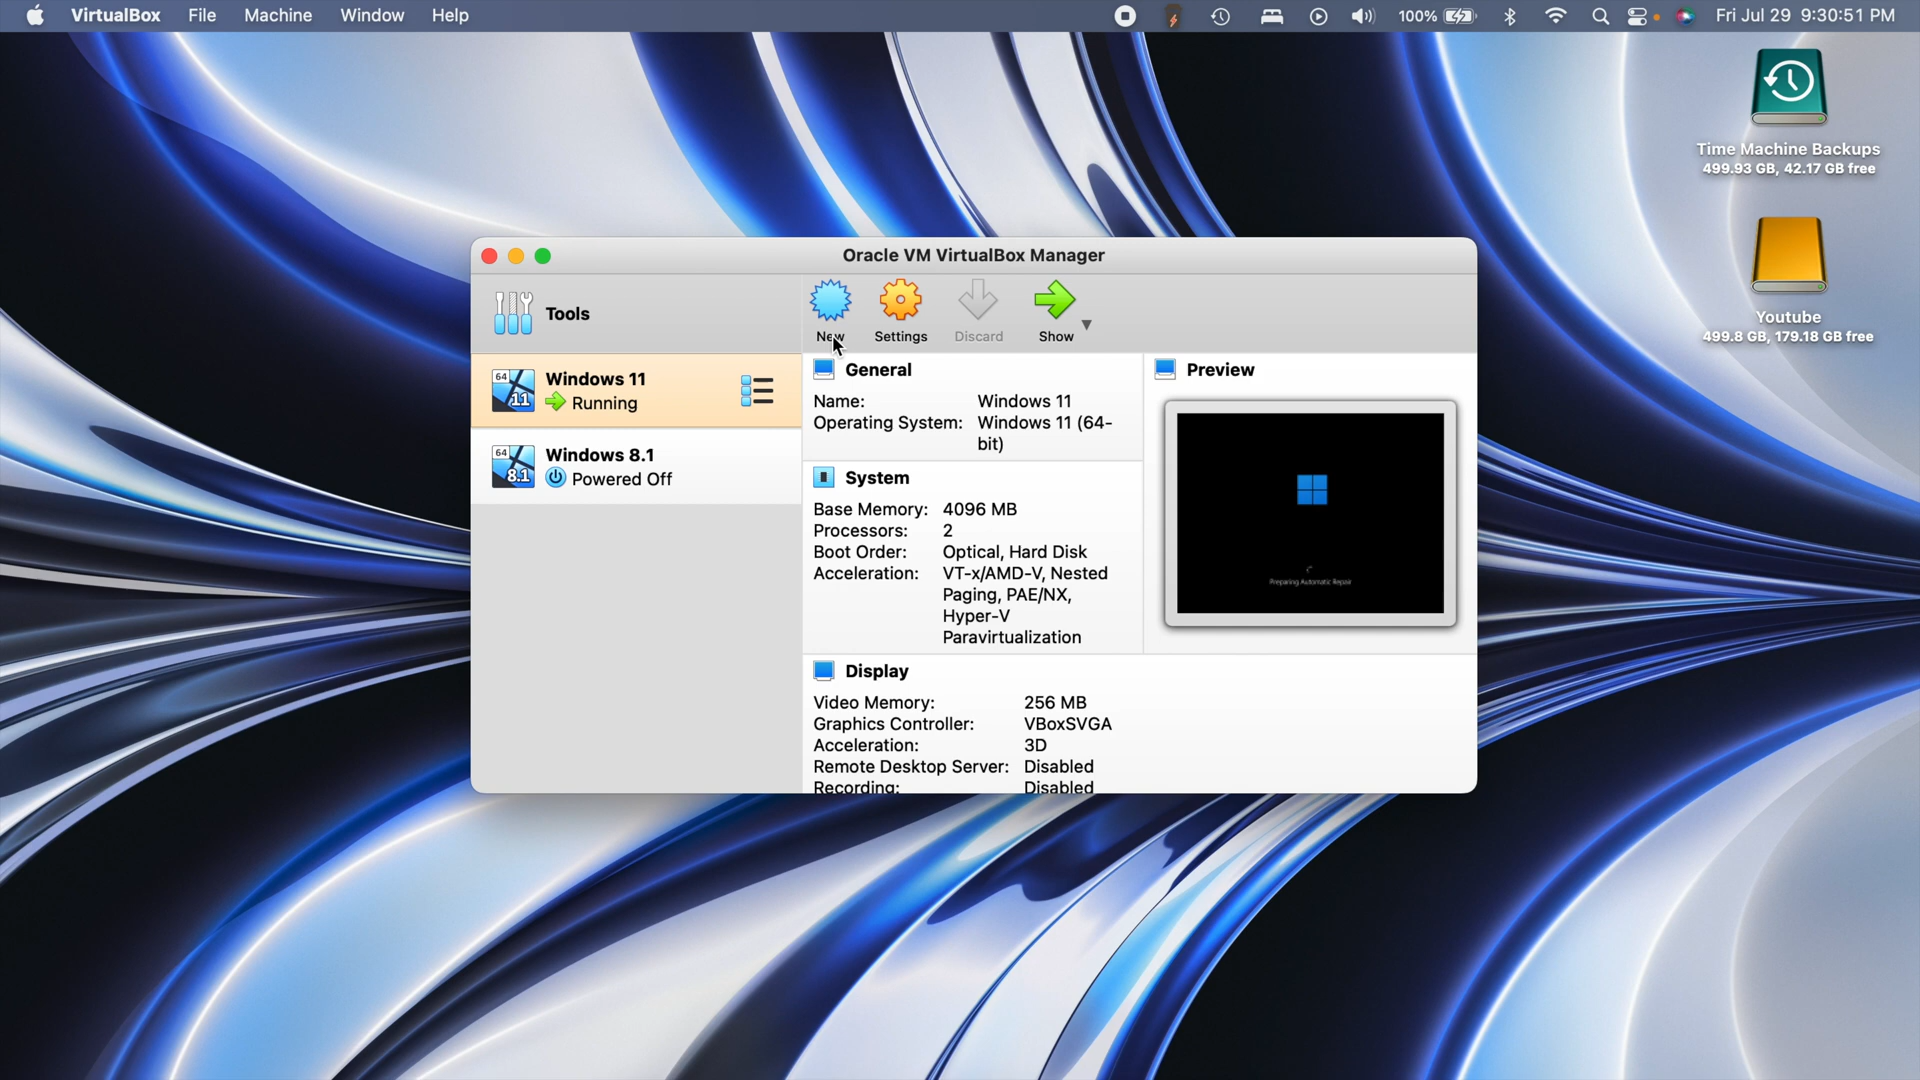 VirtualBox File Machine Window Help 100% Fri Jul 29 9:30:51 PM
Time Machine Backups
499.93 GB, 42.17 GB free
Youtube
499.8 GB, 179.18 GB free
Oracle VM VirtualBox Manager
Tools
New Settings Discard Show
64
11
Windows 11
Running
64
8.1
Windows 8.1
Powered Off
General
Name: Windows 11
Operating System: Windows 11 (64-
bit)
System
Base Memory: 4096 MB
Processors: 2
Boot Order: Optical, Hard Disk
Acceleration: VT-x/AMD-V, Nested
Paging, PAE/NX,
Hyper-V
Paravirtualization
Preview
Preparing Automatic Repair
Display
Video Memory: 256 MB
Graphics Controller: VBoxSVGA
Acceleration: 3D
Remote Desktop Server: Disabled
Recording: Disabled